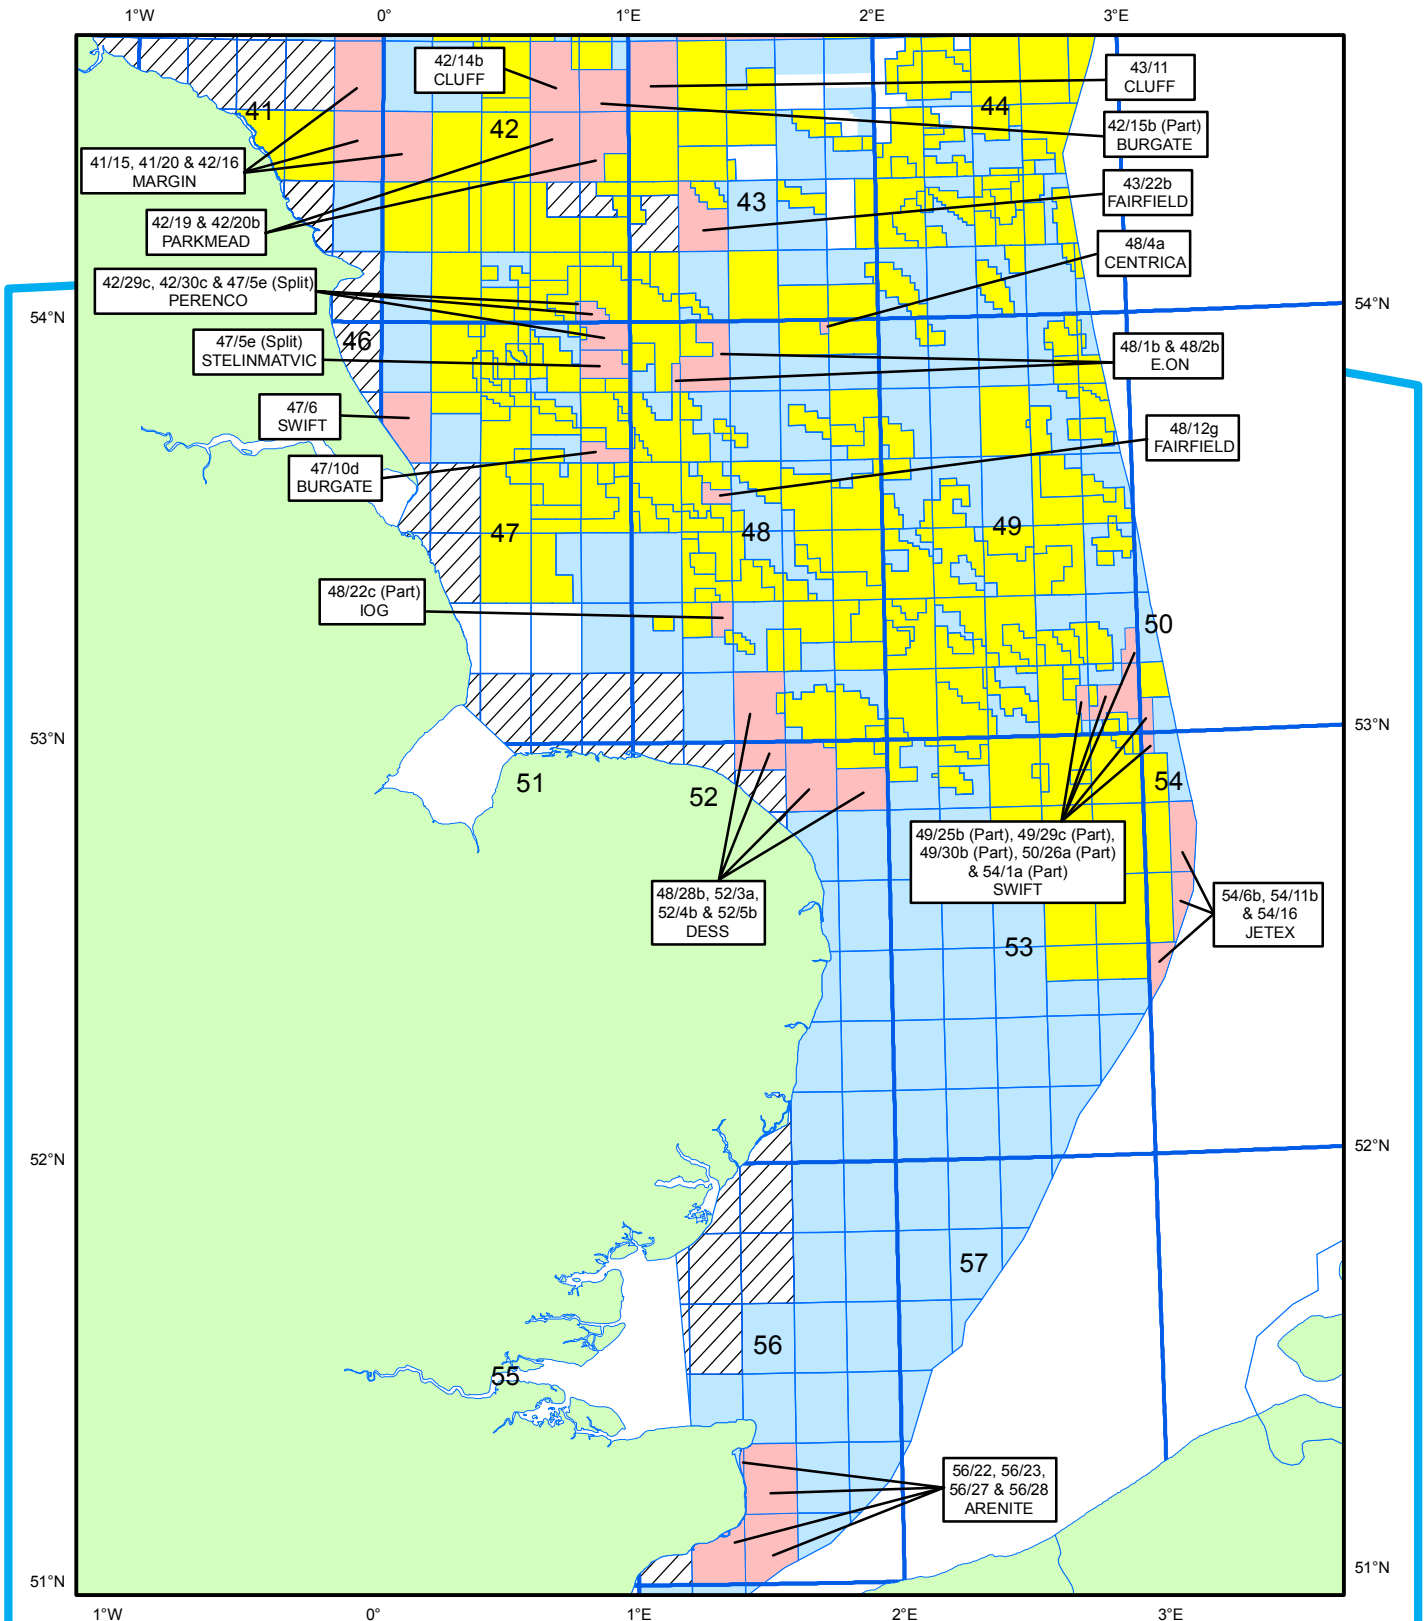 1°W
0°
1°E
2°E
3°E
42/14b
CLUFF
43/11
CLUFF
41
42
44
42/15b (Part)
BURGATE
41/15, 41/20 & 42/16
MARGIN
43/22b
FAIRFIELD
43
42/19 & 42/20b
PARKMEAD
48/4a
CENTRICA
42/29c, 42/30c & 47/5e (Split)
PERENCO
54°N
54°N
46
47/5e (Split)
STELINMATVIC
48/1b & 48/2b
E.ON
47/6
SWIFT
48/12g
FAIRFIELD
47/10d
BURGATE
47
48
49
48/22c (Part)
IOG
50
53°N
53°N
51
52
54
49/25b (Part), 49/29c (Part),
49/30b (Part), 50/26a (Part)
& 54/1a (Part)
SWIFT
48/28b, 52/3a,
52/4b & 52/5b
DESS
54/6b, 54/11b
& 54/16
JETEX
53
52°N
52°N
57
56
55
56/22, 56/23,
56/27 & 56/28
ARENITE
51°N
51°N
1°W
0°
1°E
2°E
3°E